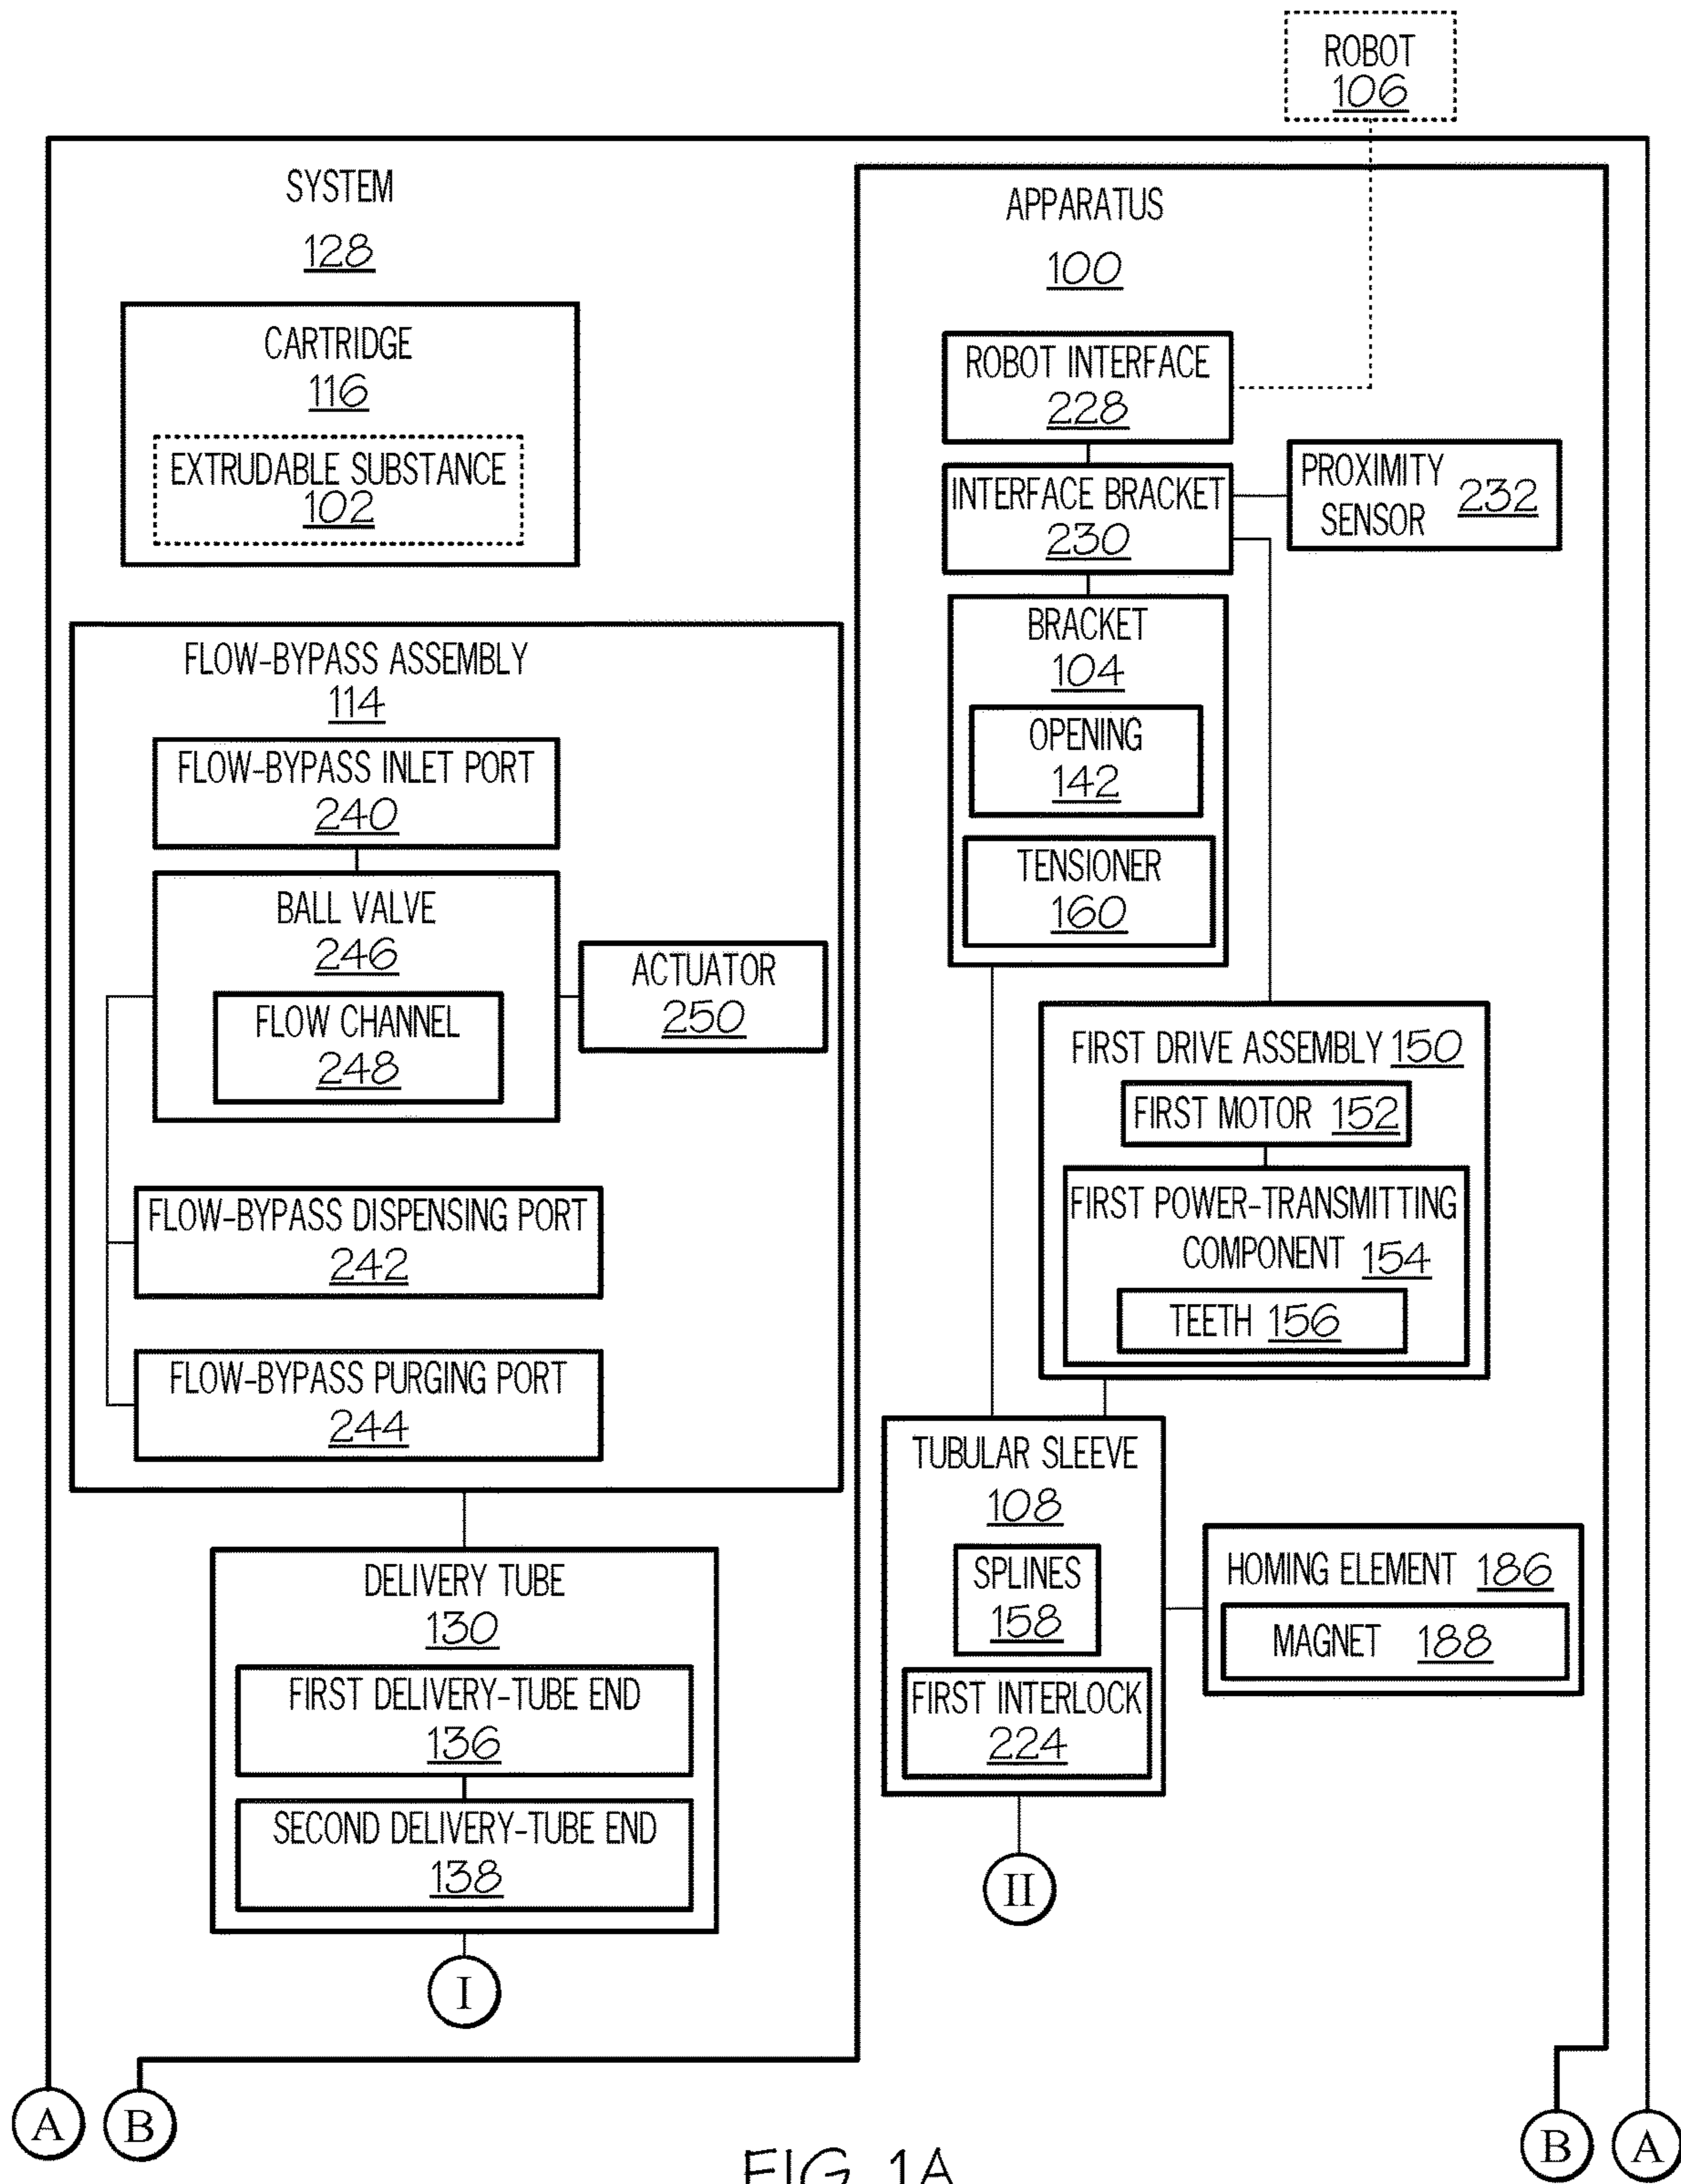 ROBOT
106
SYSTEM
128
CARTRIDGE
116
EXTRUDABLE SUBSTANCE
102
FLOW-BYPASS ASSEMBLY
114
FLOW-BYPASS INLET PORT
240
BALL VALVE
246
FLOW CHANNEL
248
ACTUATOR
250
FLOW-BYPASS DISPENSING PORT
242
FLOW-BYPASS PURGING PORT
244
DELIVERY TUBE
130
FIRST DELIVERY-TUBE END
136
SECOND DELIVERY-TUBE END
138
I
APPARATUS
100
ROBOT INTERFACE
228
INTERFACE BRACKET
230
PROXIMITY
SENSOR 232
BRACKET
104
OPENING
142
TENSIONER
160
FIRST DRIVE ASSEMBLY 150
FIRST MOTOR 152
FIRST POWER-TRANSMITTING
COMPONENT 154
TEETH 156
TUBULAR SLEEVE
108
SPLINES
158
FIRST INTERLOCK
224
HOMING ELEMENT 186
MAGNET 188
II
A B B A
FIG. 1A